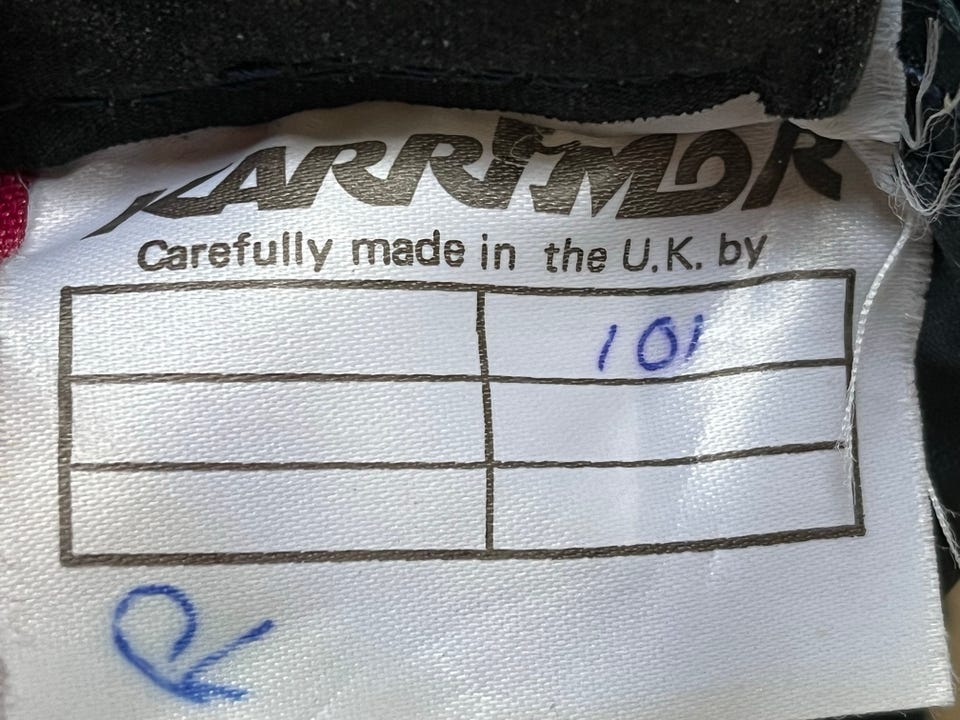 KARRIMOR
Carefully made in the U.K. by
101